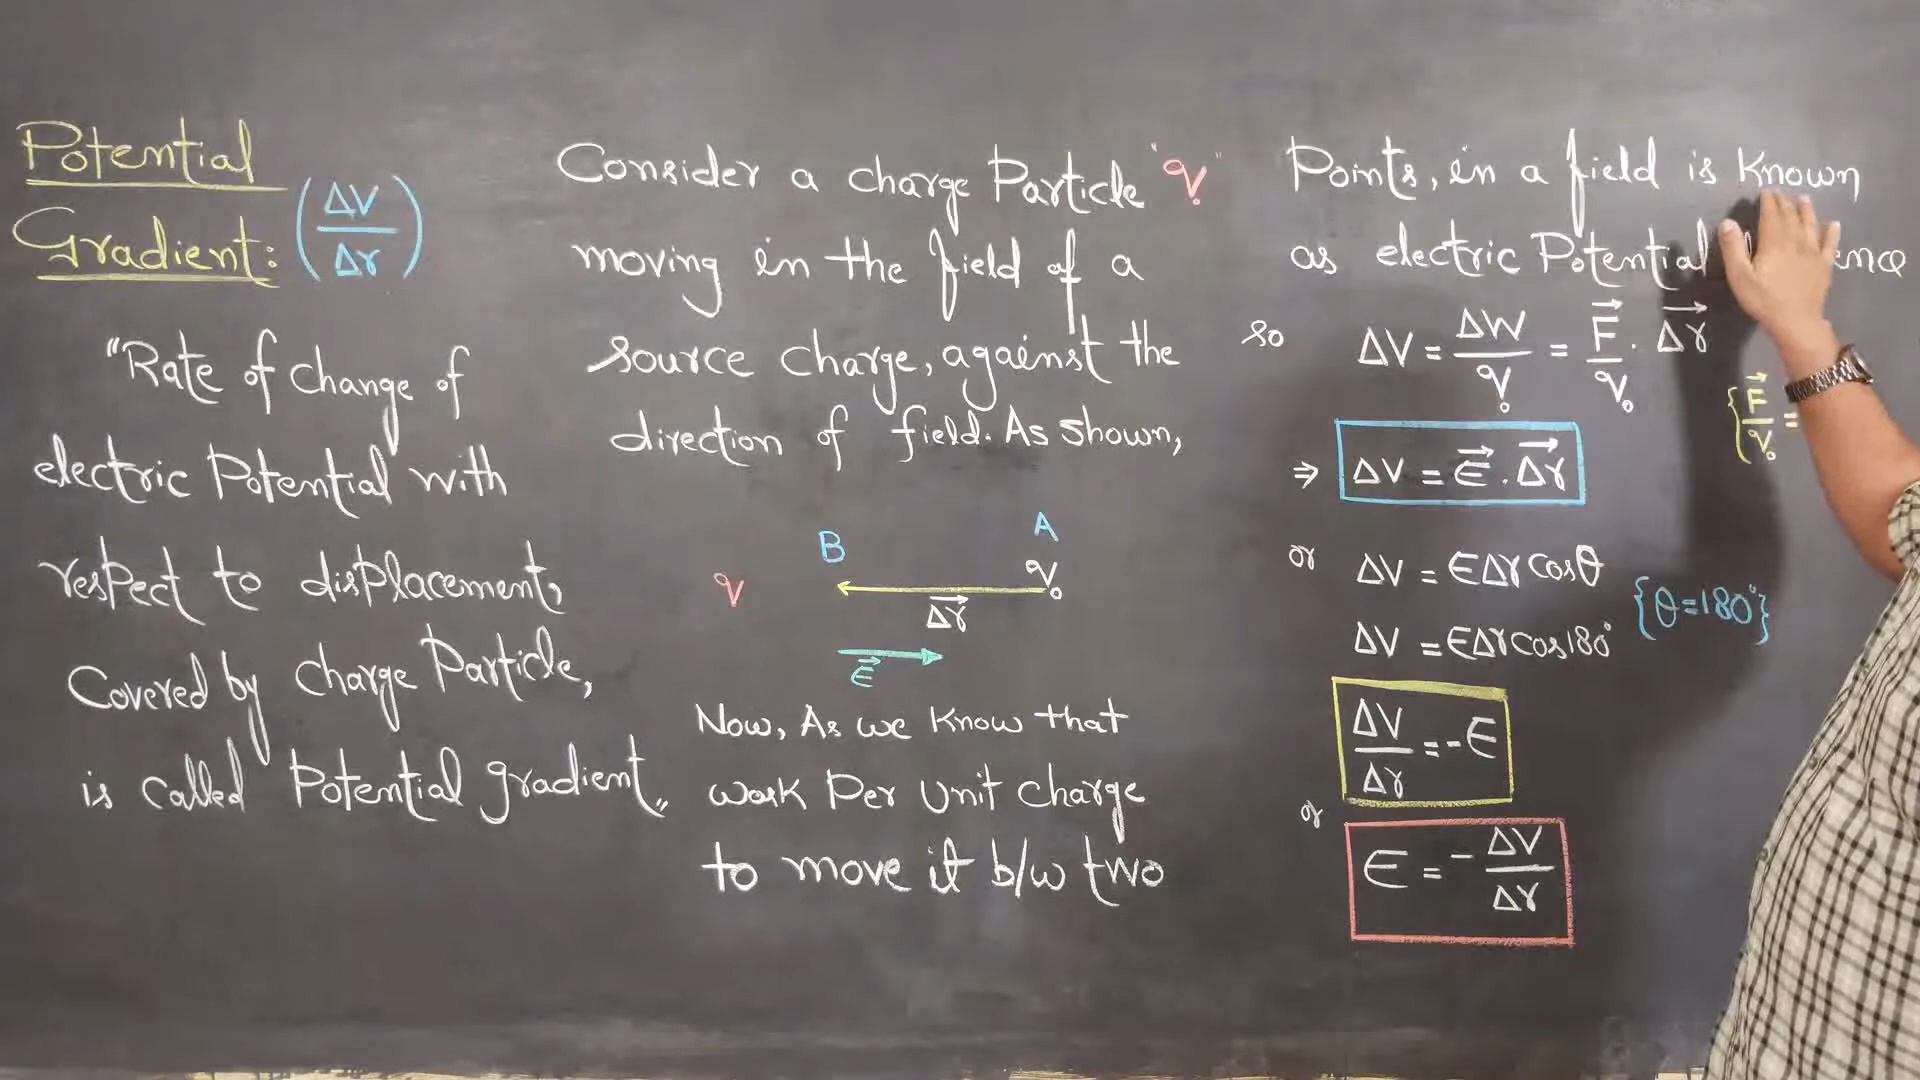 Potential
Gradient: (ΔV/Δr)
"Rate of change of
electric Potential with
respect to displacement,
Covered by charge Particle,
is called Potential gradient"
Consider a charge Particle "q₀"
moving in the field of a
source charge, against the
direction of field. As shown,
B A
q q₀
Δr⃗
E⃗
Now, As we know that
work Per Unit charge
to move it b/w two
Points, in a field is known
as electric Potential
so ΔV = ΔW/q₀ = F⃗/q₀ . Δr⃗
{F⃗/q₀ =
⇒ ΔV = E⃗ . Δr⃗
or ΔV = EΔr Cosθ
{θ=180°}
ΔV = EΔr cos180°
ΔV/Δr = -E
or
E = - ΔV/Δr